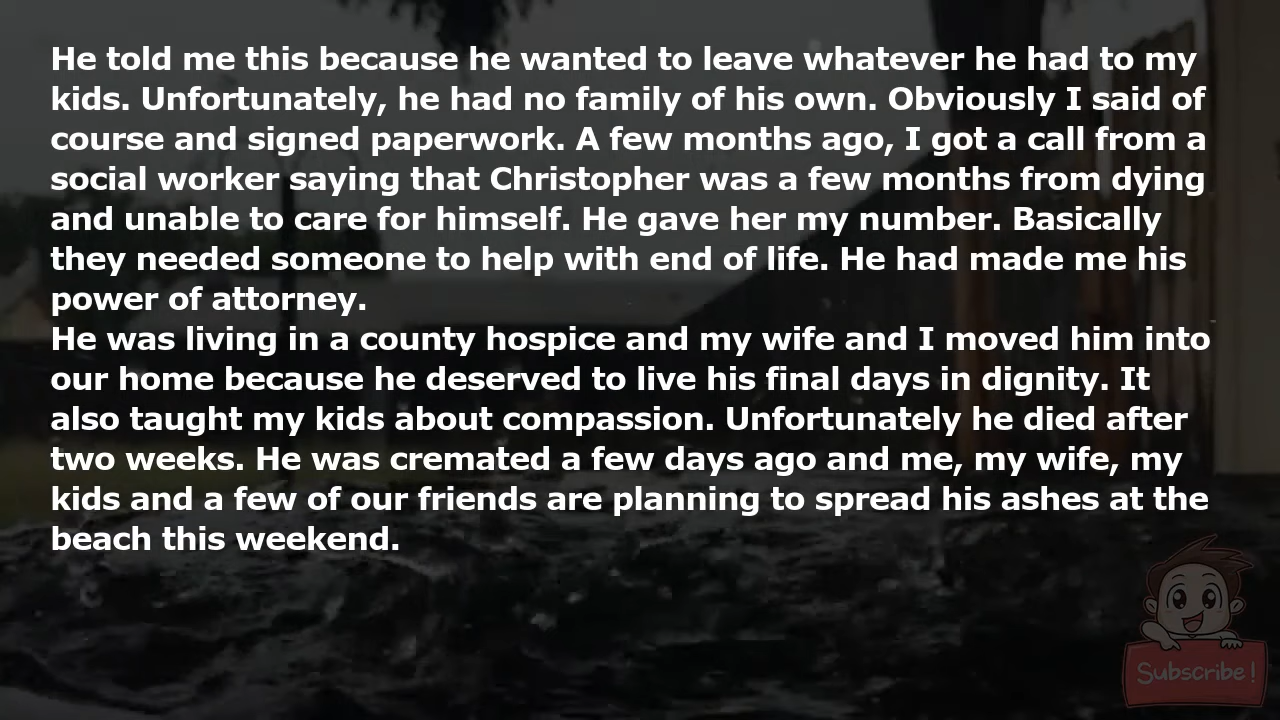 He told me this because he wanted to leave whatever he had to my
kids. Unfortunately, he had no family of his own. Obviously I said of
course and signed paperwork. A few months ago, I got a call from a
social worker saying that Christopher was a few months from dying
and unable to care for himself. He gave her my number. Basically
they needed someone to help with end of life. He had made me his
power of attorney.
He was living in a county hospice and my wife and I moved him into
our home because he deserved to live his final days in dignity. It
also taught my kids about compassion. Unfortunately he died after
two weeks. He was cremated a few days ago and me, my wife, my
kids and a few of our friends are planning to spread his ashes at the
beach this weekend.
Subscribe!